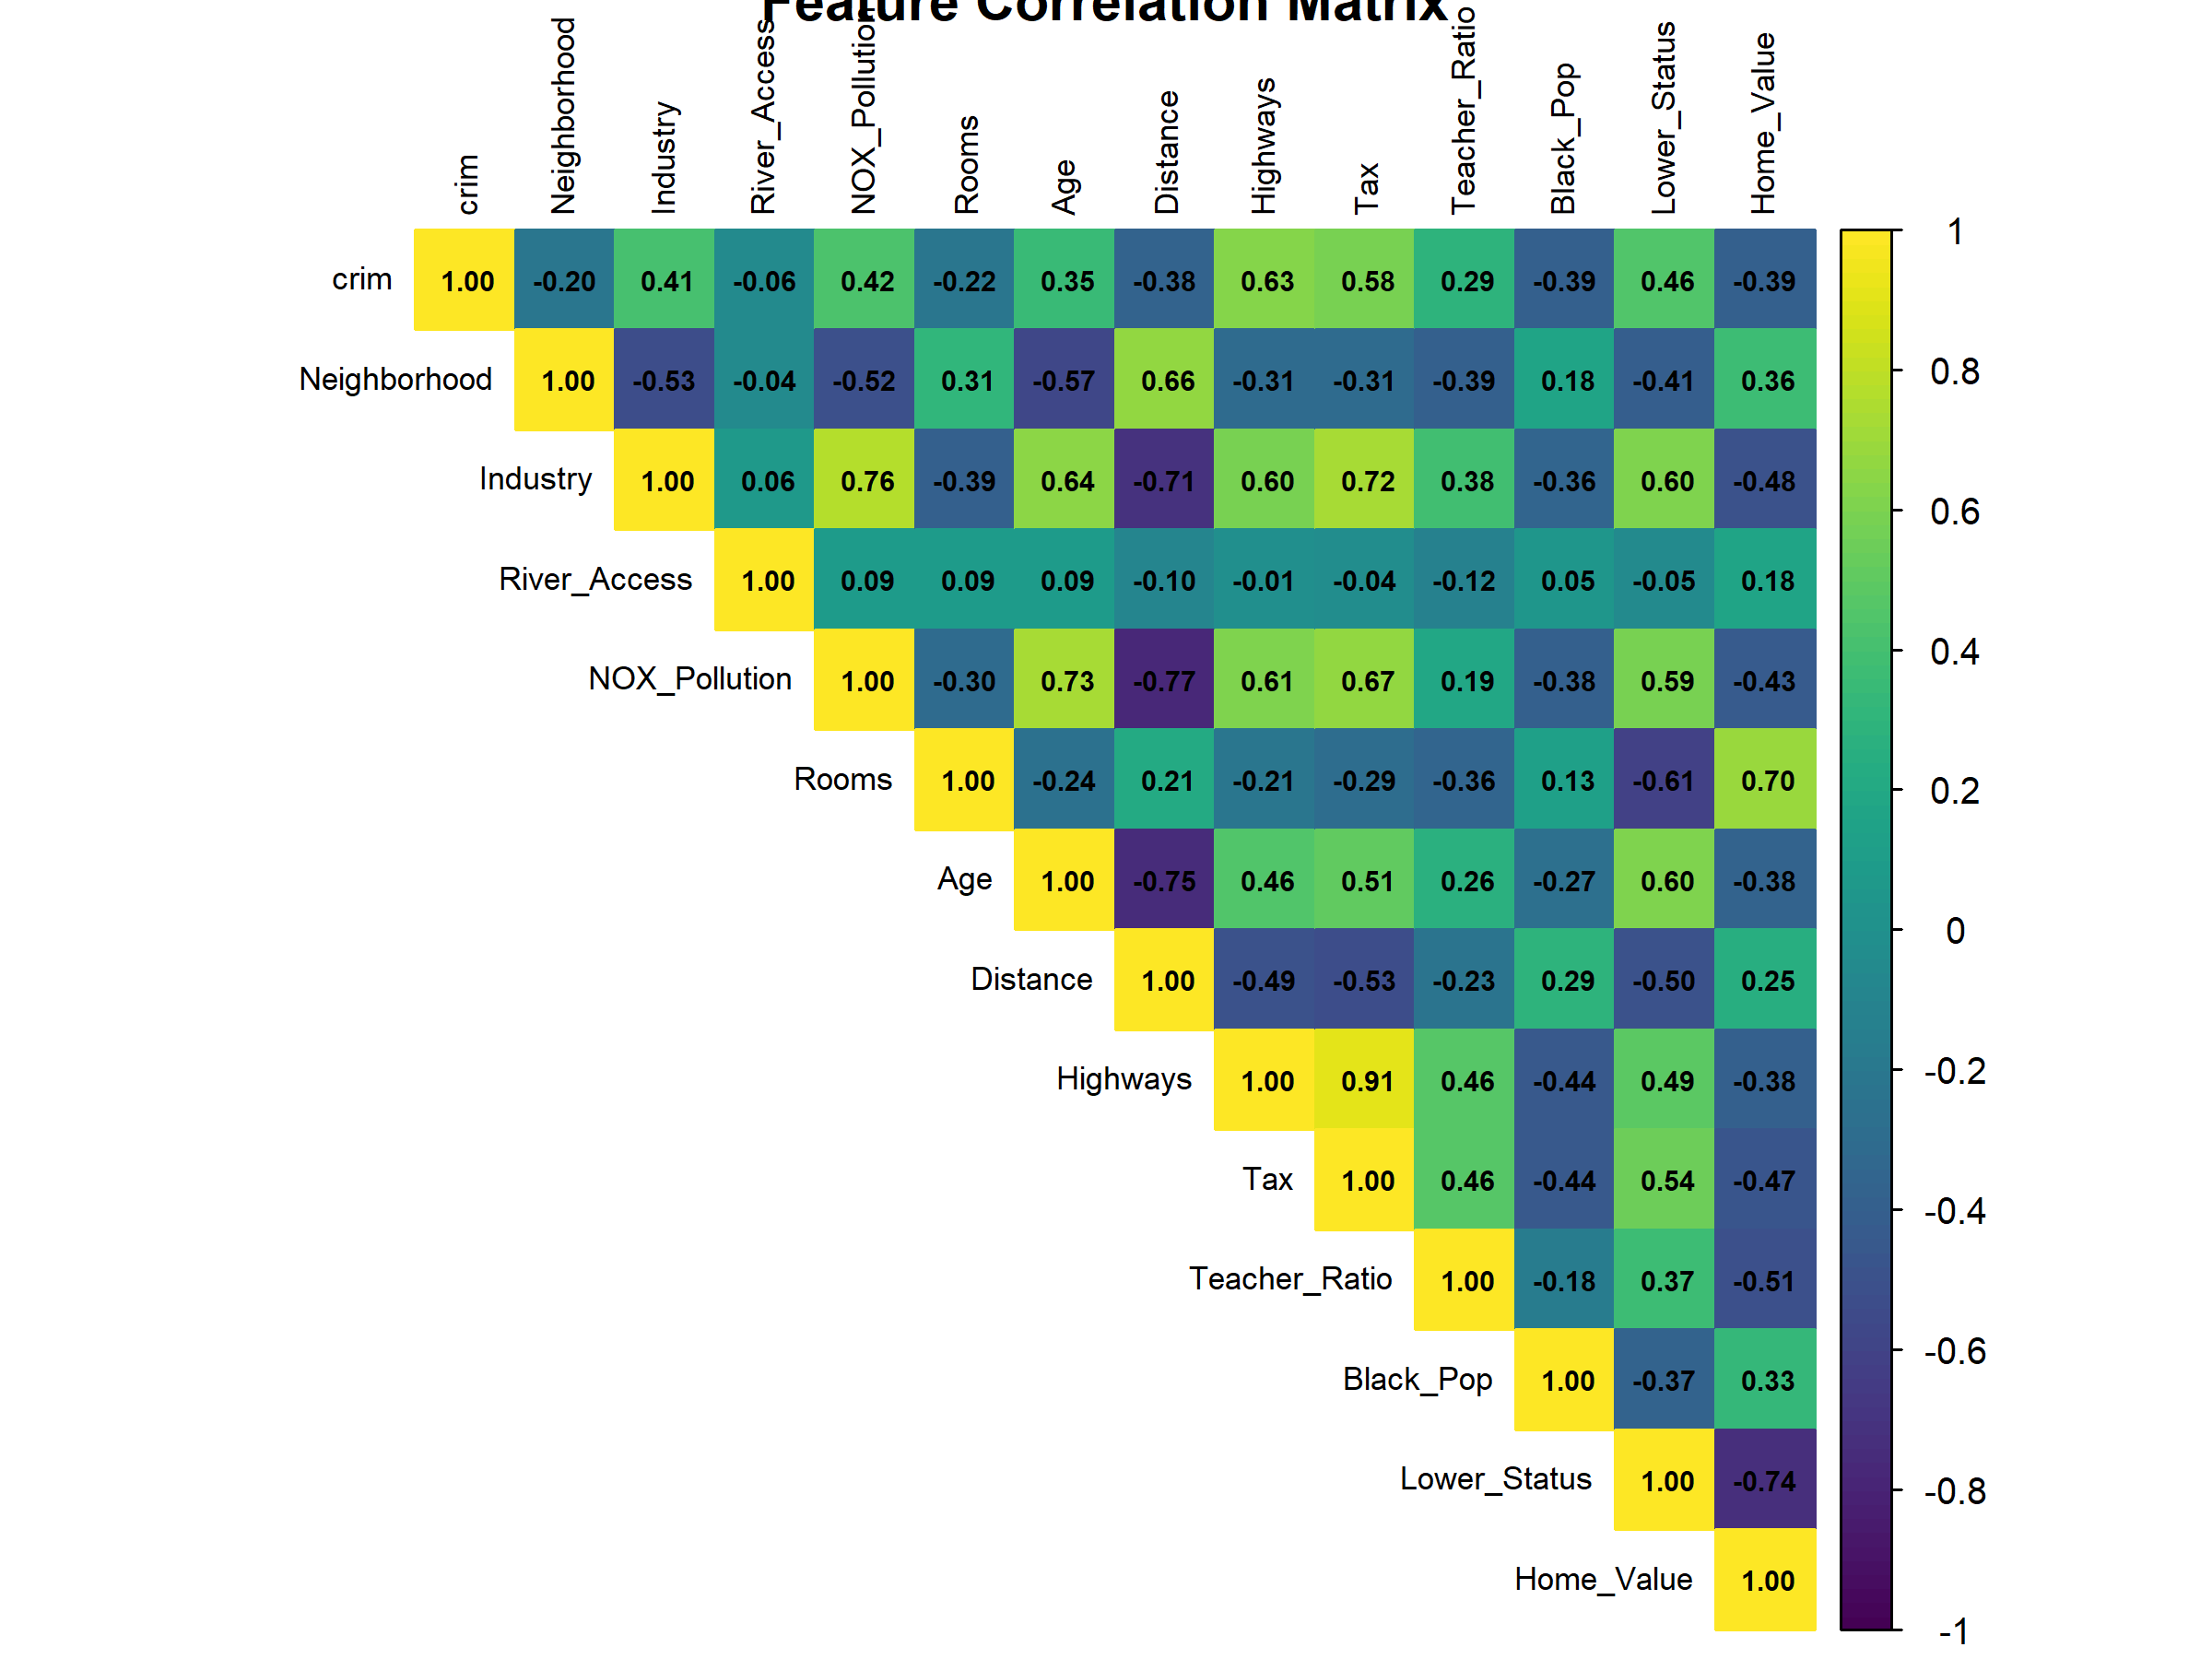 Feature Correlation Matrix
crim Neighborhood Industry River_Access NOX_Pollution Rooms Age Distance Highways Tax Teacher_Ratio Black_Pop Lower_Status Home_Value
crim 1.00 -0.20 0.41 -0.06 0.42 -0.22 0.35 -0.38 0.63 0.58 0.29 -0.39 0.46 -0.39
Neighborhood 1.00 -0.53 -0.04 -0.52 0.31 -0.57 0.66 -0.31 -0.31 -0.39 0.18 -0.41 0.36
Industry 1.00 0.06 0.76 -0.39 0.64 -0.71 0.60 0.72 0.38 -0.36 0.60 -0.48
River_Access 1.00 0.09 0.09 0.09 -0.10 -0.01 -0.04 -0.12 0.05 -0.05 0.18
NOX_Pollution 1.00 -0.30 0.73 -0.77 0.61 0.67 0.19 -0.38 0.59 -0.43
Rooms 1.00 -0.24 0.21 -0.21 -0.29 -0.36 0.13 -0.61 0.70
Age 1.00 -0.75 0.46 0.51 0.26 -0.27 0.60 -0.38
Distance 1.00 -0.49 -0.53 -0.23 0.29 -0.50 0.25
Highways 1.00 0.91 0.46 -0.44 0.49 -0.38
Tax 1.00 0.46 -0.44 0.54 -0.47
Teacher_Ratio 1.00 -0.18 0.37 -0.51
Black_Pop 1.00 -0.37 0.33
Lower_Status 1.00 -0.74
Home_Value 1.00
1
0.8
0.6
0.4
0.2
0
-0.2
-0.4
-0.6
-0.8
-1